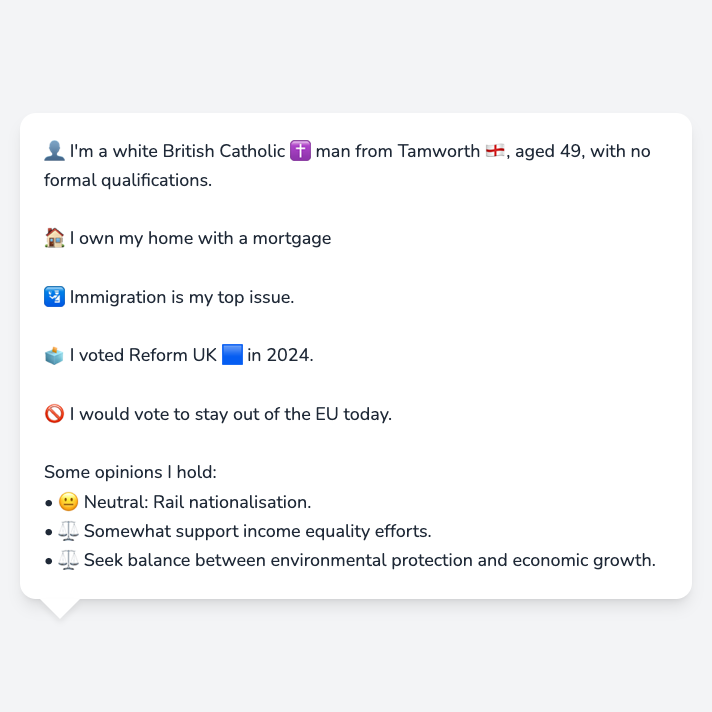 👤 I'm a white British Catholic ✝️ man from Tamworth 🏴󠁧󠁢󠁥󠁮󠁧󠁿, aged 49, with no
formal qualifications.
🏠 I own my home with a mortgage
🛂 Immigration is my top issue.
🗳️ I voted Reform UK 🟦 in 2024.
🚫 I would vote to stay out of the EU today.
Some opinions I hold:
• 😐 Neutral: Rail nationalisation.
• ⚖️ Somewhat support income equality efforts.
• ⚖️ Seek balance between environmental protection and economic growth.